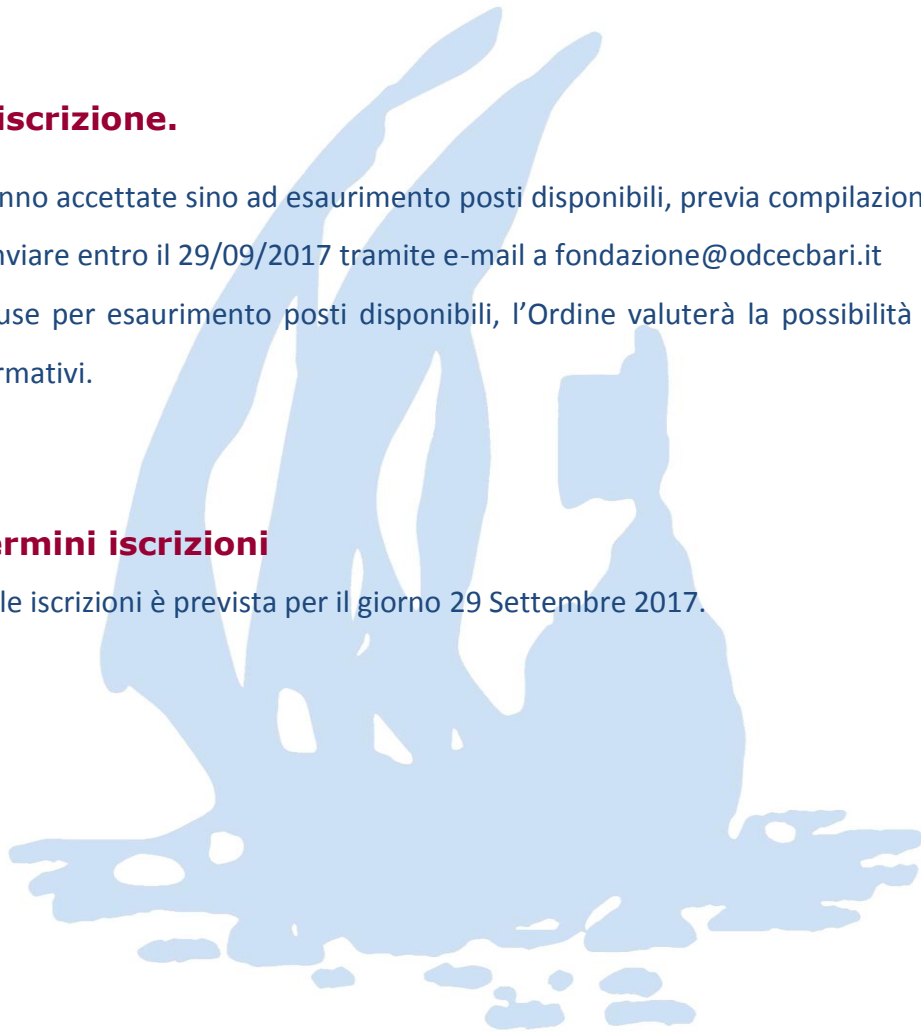 iscrizione.
nno accettate sino ad esaurimento posti disponibili, previa compilazion
nviare entro il 29/09/2017 tramite e-mail a fondazione@odcecbari.it
use per esaurimento posti disponibili, l’Ordine valuterà la possibilità
rmativi.
ermini iscrizioni
le iscrizioni è prevista per il giorno 29 Settembre 2017.